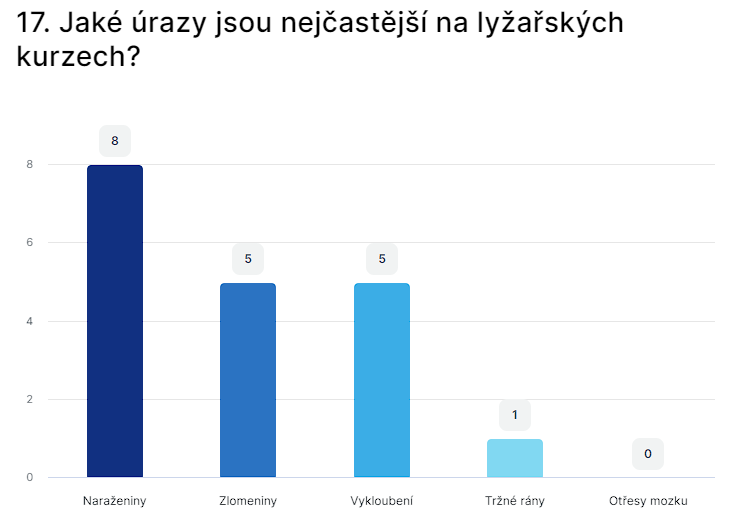 17. Jaké úrazy jsou nejčastější na lyžařských
kurzech?
8
8
6
5
5
4
2
1
0
0
Naraženiny
Zlomeniny
Vykloubení
Tržné rány
Otřesy mozku